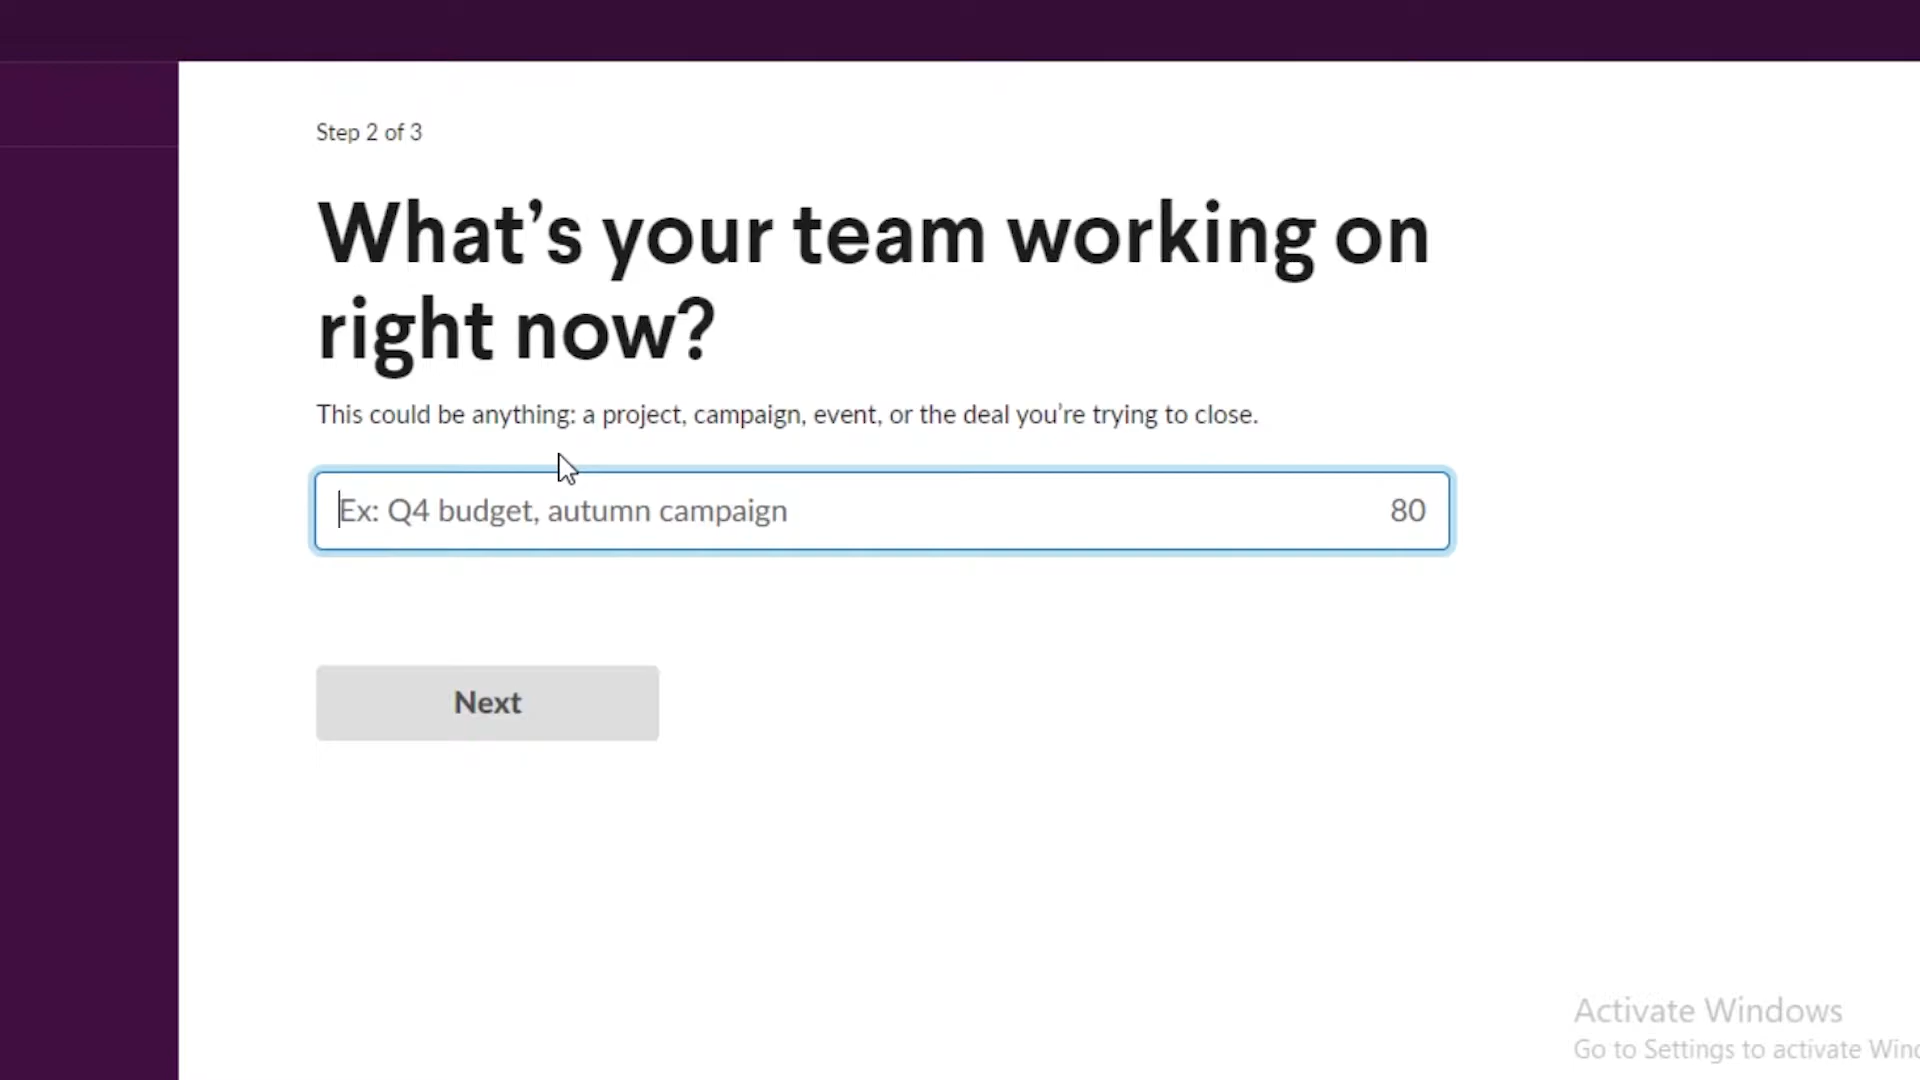 Step 2 of 3
What’s your team working on
right now?
This could be anything: a project, campaign, event, or the deal you’re trying to close.
Ex: Q4 budget, autumn campaign 80
Next
Activate Windows
Go to Settings to activate